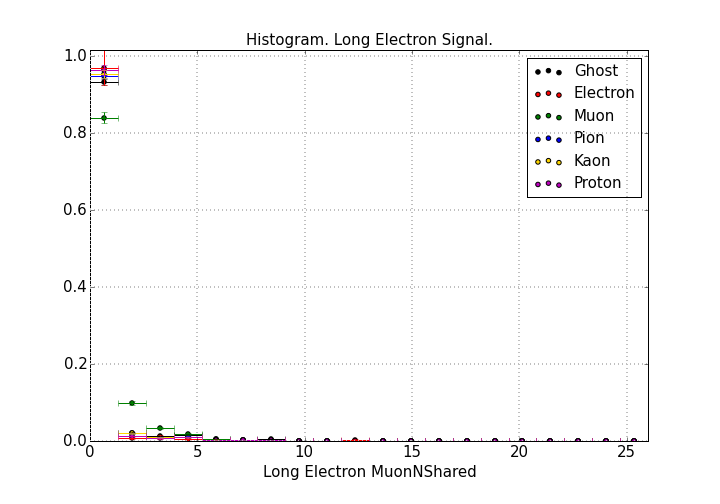 Histogram. Long Electron Signal.
1.0
0.8
0.6
0.4
0.2
0.0
Ghost
Electron
Muon
Pion
Kaon
Proton
0 5 10 15 20 25
Long Electron MuonNShared